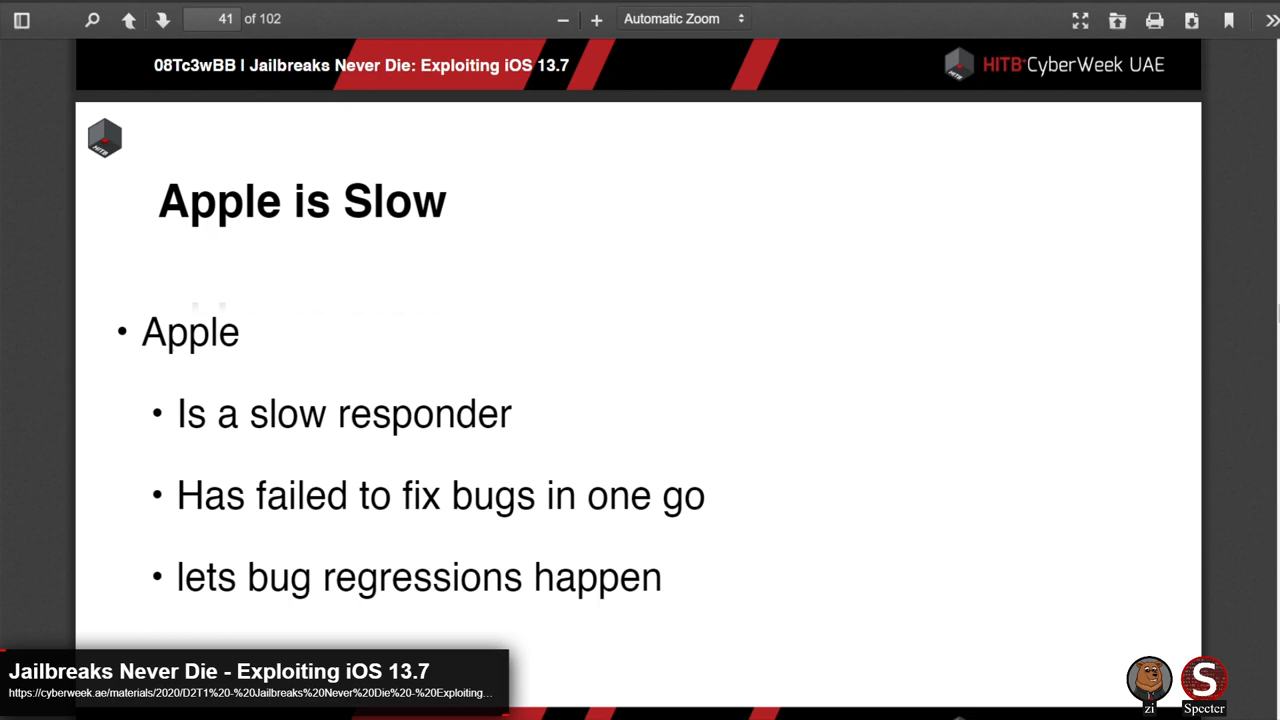 41 of 102
Automatic Zoom
08Tc3wBB I Jailbreaks Never Die: Exploiting iOS 13.7
HITB+CyberWeek UAE
HITB
Apple is Slow
• Apple
• Is a slow responder
• Has failed to fix bugs in one go
• lets bug regressions happen
Jailbreaks Never Die - Exploiting iOS 13.7
https://cyberweek.ae/materials/2020/D2T1%20-%20Jailbreaks%20Never%20Die%20-%20Exploiting...
zi
S
Specter